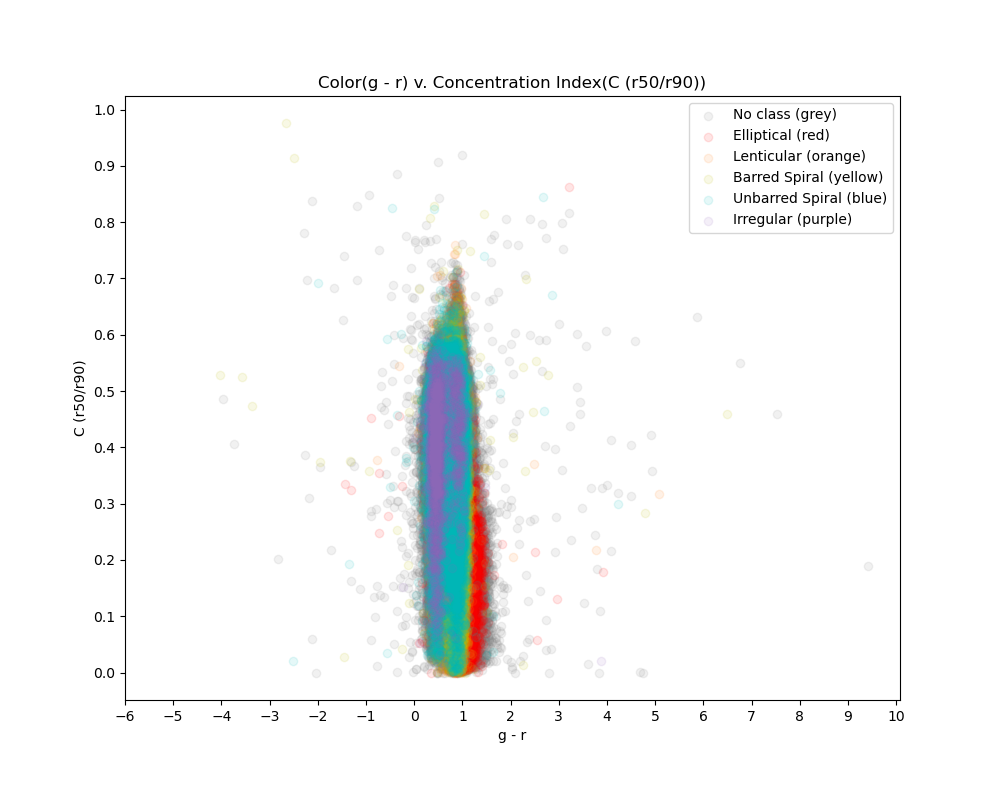 Color(g - r) v. Concentration Index(C (r50/r90))
No class (grey)
Elliptical (red)
Lenticular (orange)
Barred Spiral (yellow)
Unbarred Spiral (blue)
Irregular (purple)
C (r50/r90)
1.0
0.9
0.8
0.7
0.6
0.5
0.4
0.3
0.2
0.1
0.0
−6 −5 −4 −3 −2 −1 0 1 2 3 4 5 6 7 8 9 10
g - r